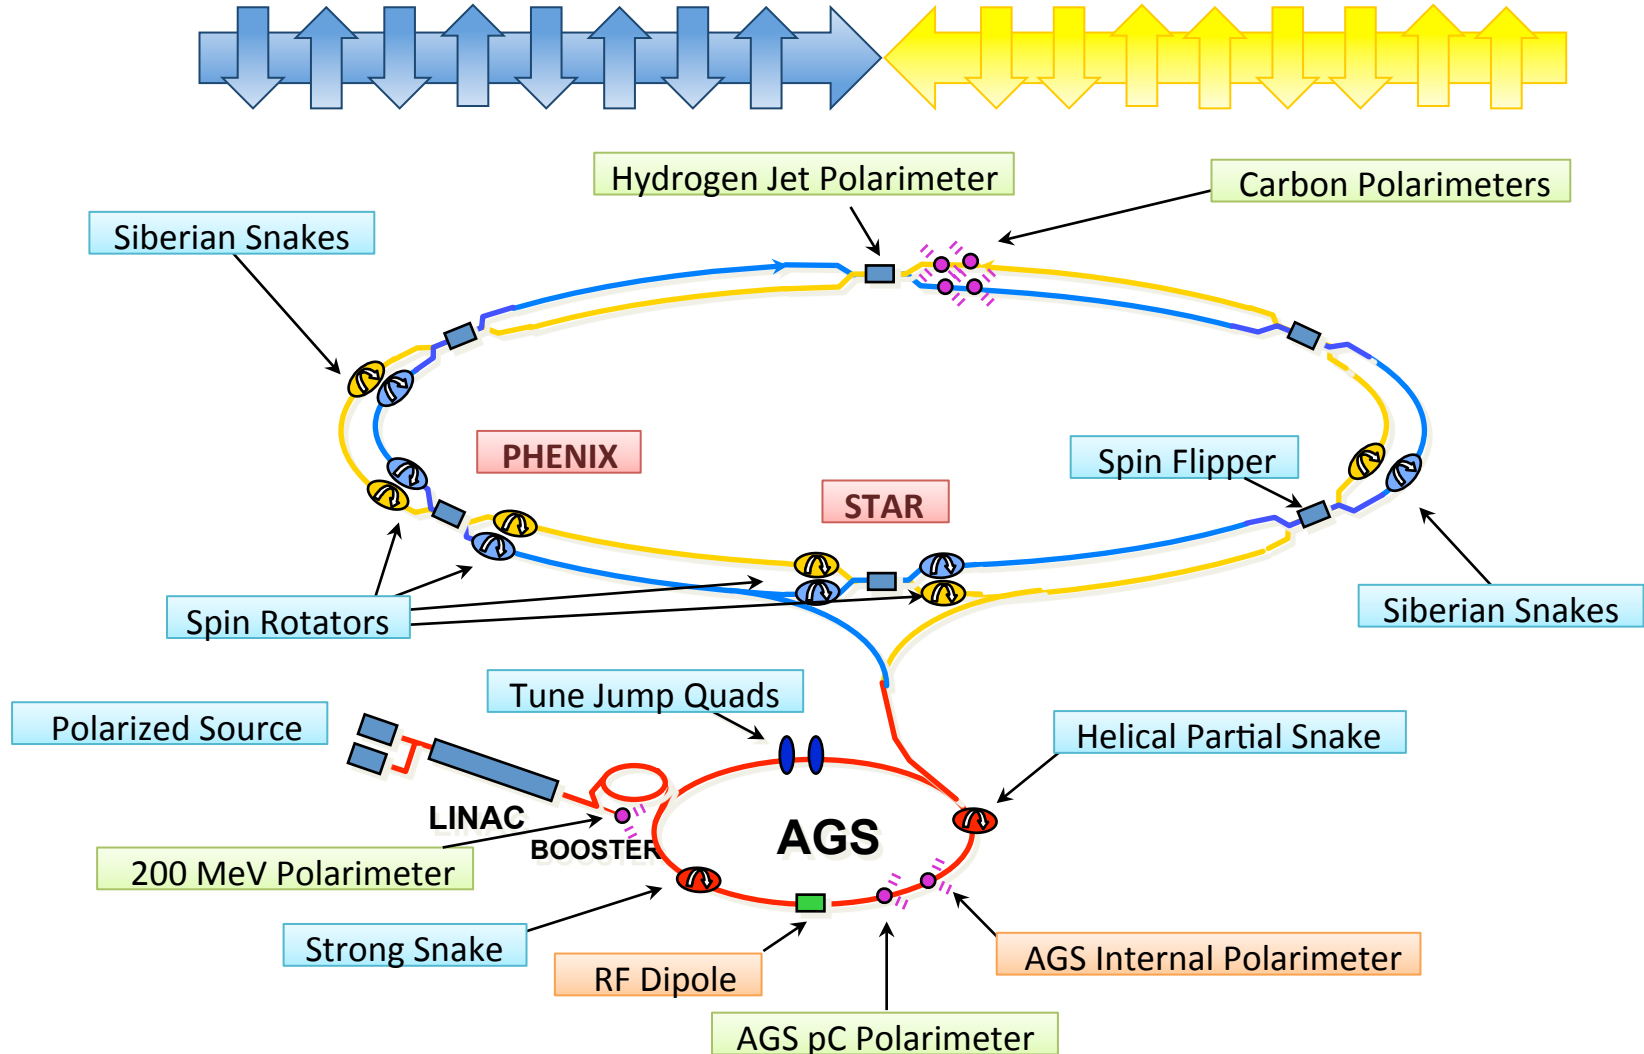 Hydrogen Jet Polarimeter
Carbon Polarimeters
Siberian Snakes
PHENIX
Spin Flipper
STAR
Spin Rotators
Siberian Snakes
Tune Jump Quads
Polarized Source
Helical Partial Snake
LINAC
AGS
BOOSTER
200 MeV Polarimeter
Strong Snake
RF Dipole
AGS Internal Polarimeter
AGS pC Polarimeter